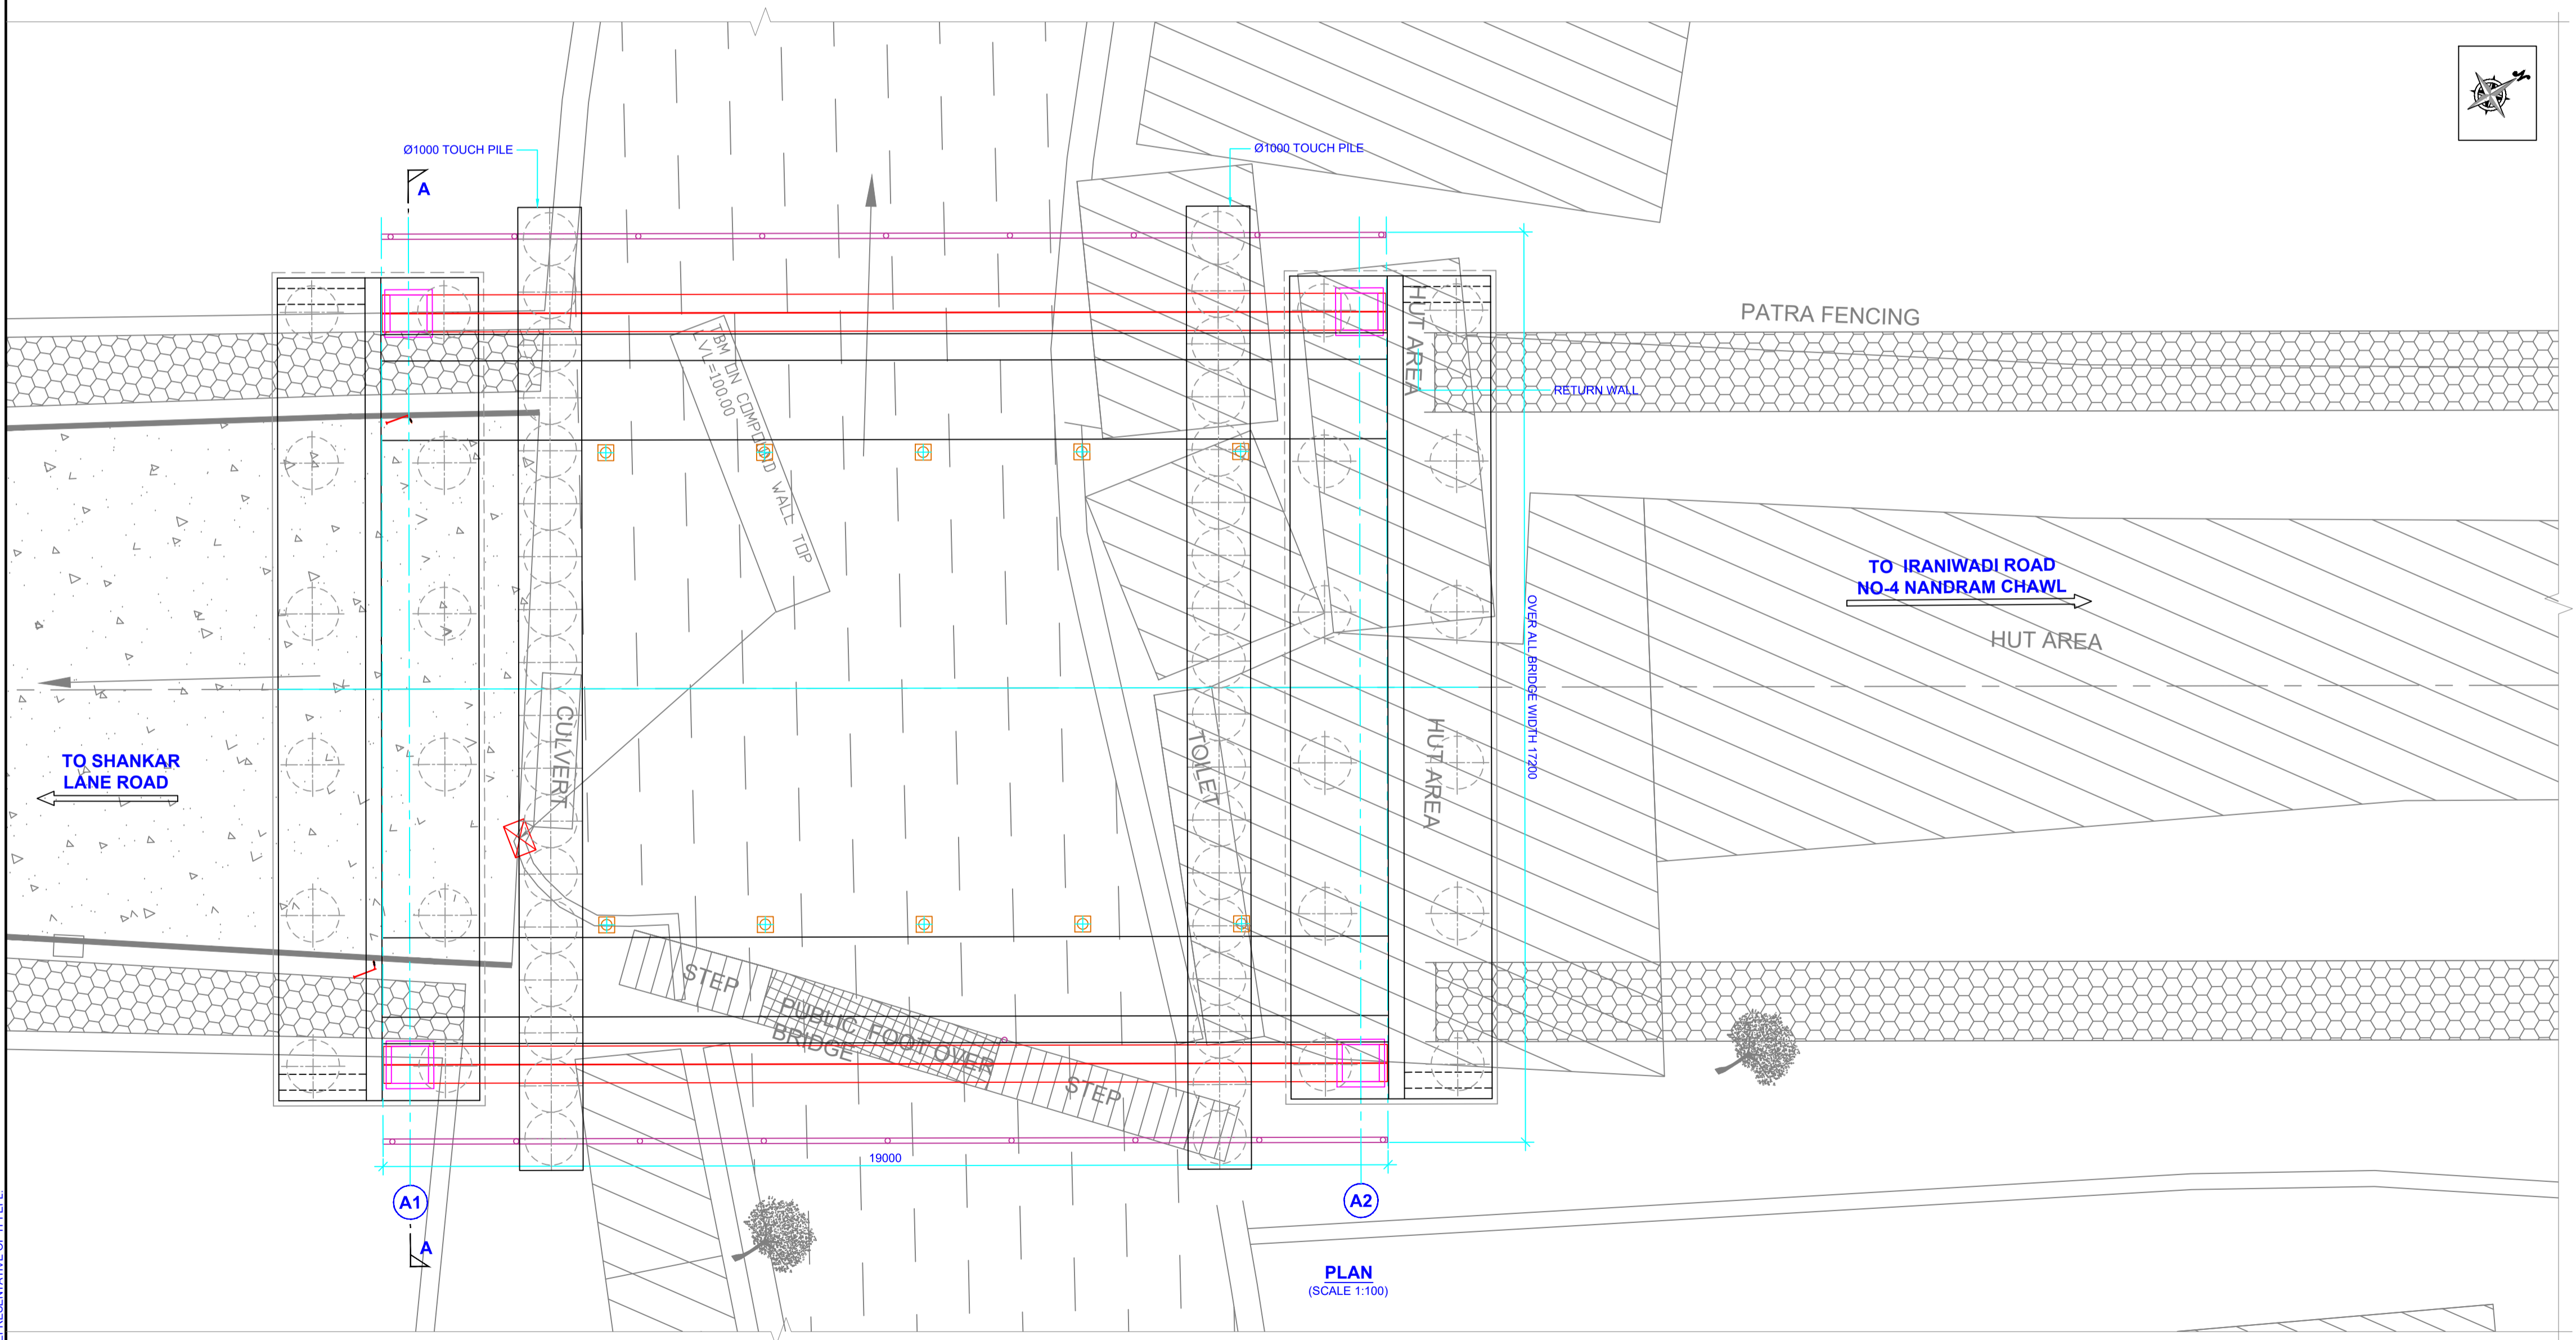 Ø1000 TOUCH PILE
Ø1000 TOUCH PILE
A
N
TBM ON COMPOUND WALL TOP
LVL=100.00
HUT AREA
PATRA FENCING
RETURN WALL
TO IRANIWADI ROAD
NO-4 NANDRAM CHAWL
HUT AREA
OVER ALL BRIDGE WIDTH 17200
TO SHANKAR
LANE ROAD
CULVERT
TOILET
HUT AREA
STEP
PUBLIC FOOT OVER
BRIDGE
STEP
19000
A1
A2
A
PLAN
(SCALE 1:100)